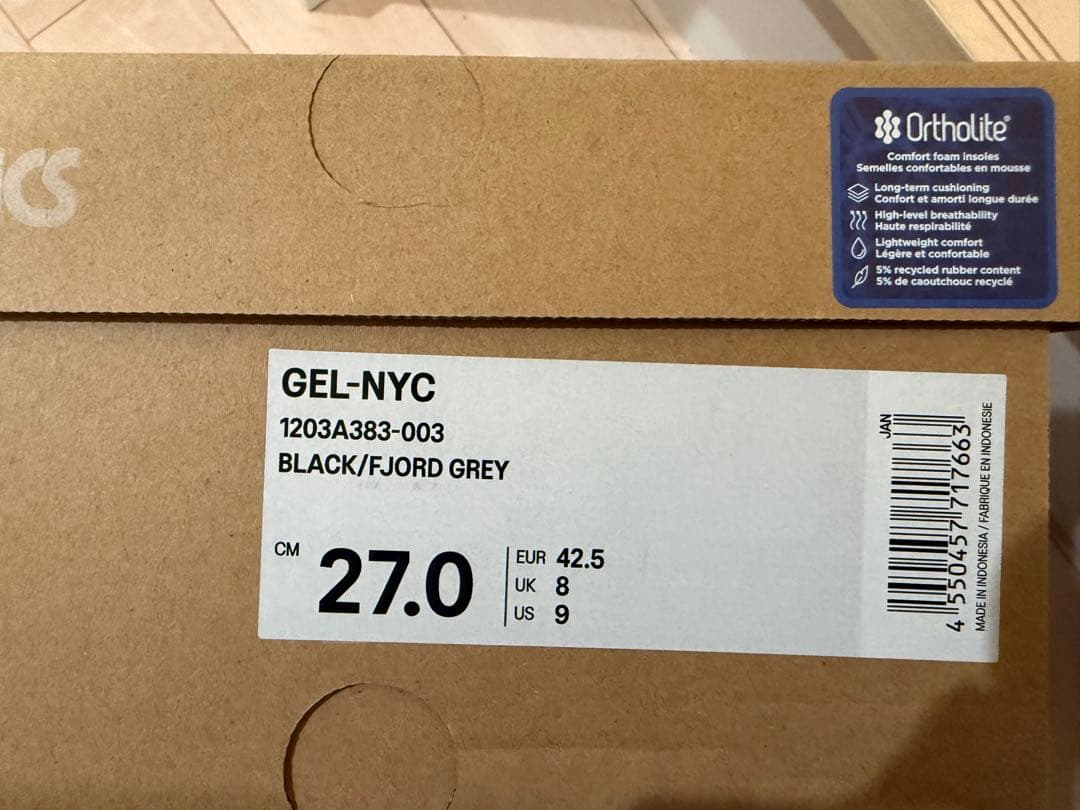 Ortholite®
Comfort foam insoles
Semelles confortables en mousse
Long-term cushioning
Confort et amorti longue durée
High-level breathability
Haute respirabilité
Lightweight comfort
Légère et confortable
5% recycled rubber content
5% de caoutchouc recyclé
GEL-NYC
1203A383-003
BLACK/FJORD GREY
CM 27.0
EUR 42.5
UK 8
US 9
JAN
4 550457 717663
MADE IN INDONESIA / FABRIQUE EN INDONESIE